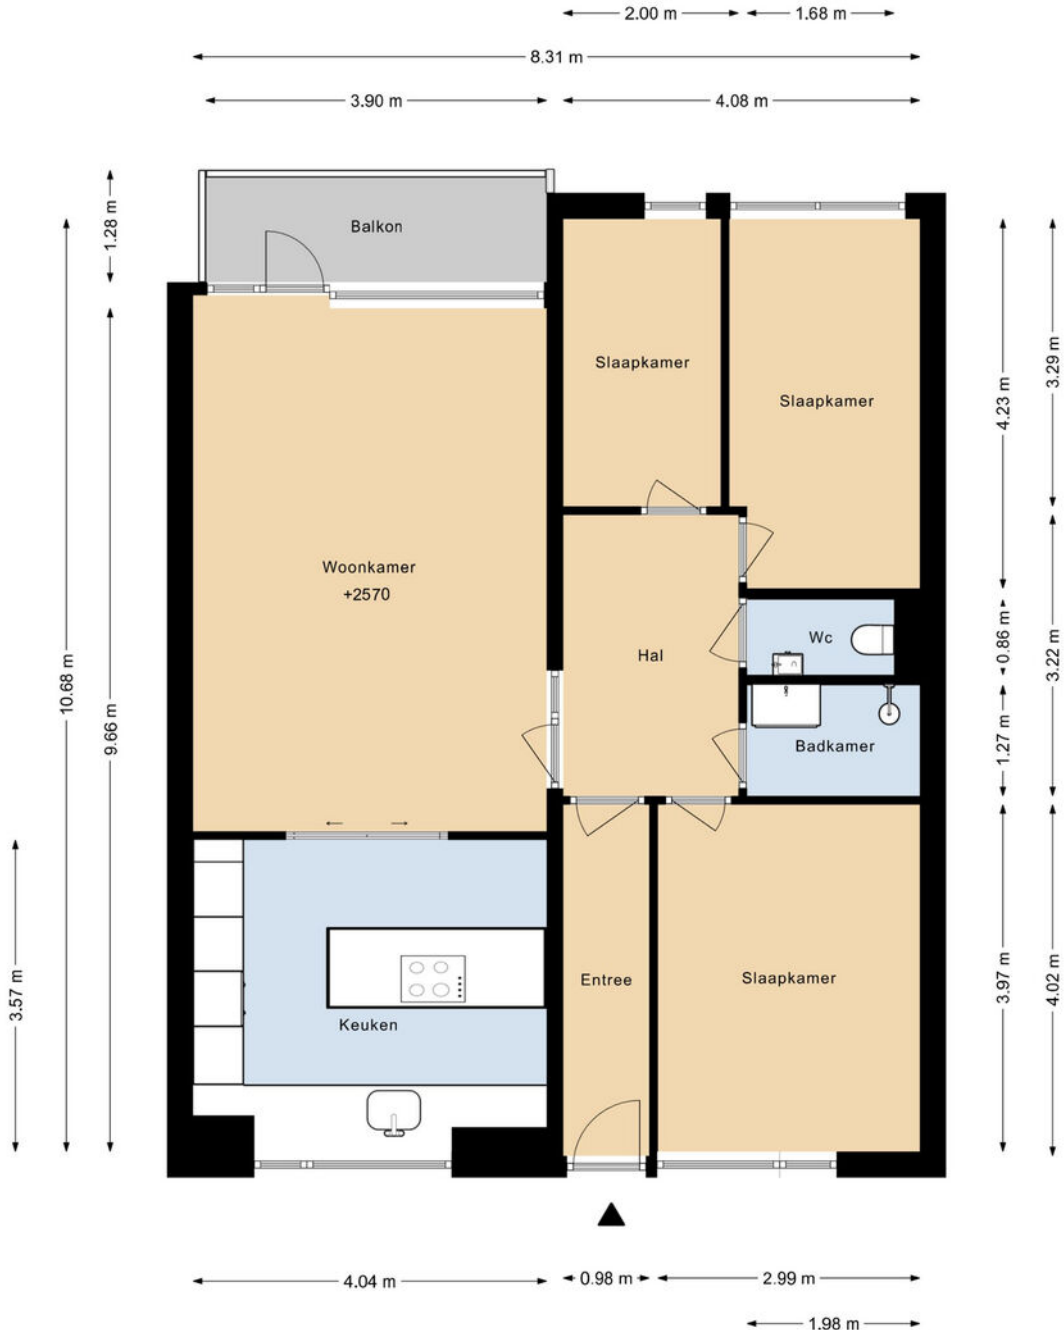 2.00 m
1.68 m
8.31 m
3.90 m
4.08 m
1.28 m
Balkon
Slaapkamer
Slaapkamer
3.29 m
4.23 m
Woonkamer
+2570
Hal
Wc
0.86 m
3.22 m
10.68 m
9.66 m
1.27 m
Badkamer
3.57 m
Keuken
Entree
Slaapkamer
3.97 m
4.02 m
4.04 m
0.98 m
2.99 m
1.98 m